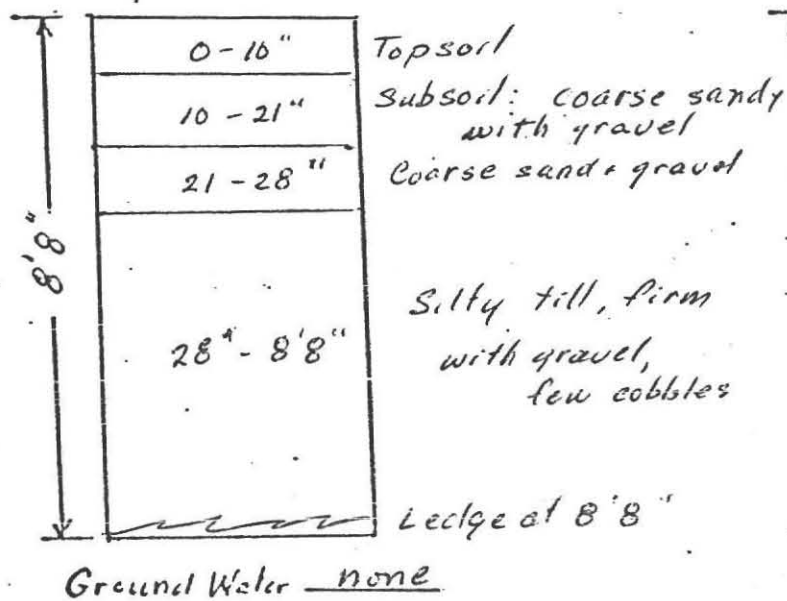 0-10" Topsoil
10 - 21" Subsoil: coarse sandy
with gravel
21 - 28" Coarse sand + gravel
8'8"
28" - 8'8" Silty till, firm
with gravel,
few cobbles
Ledge at 8'8"
Ground Water none